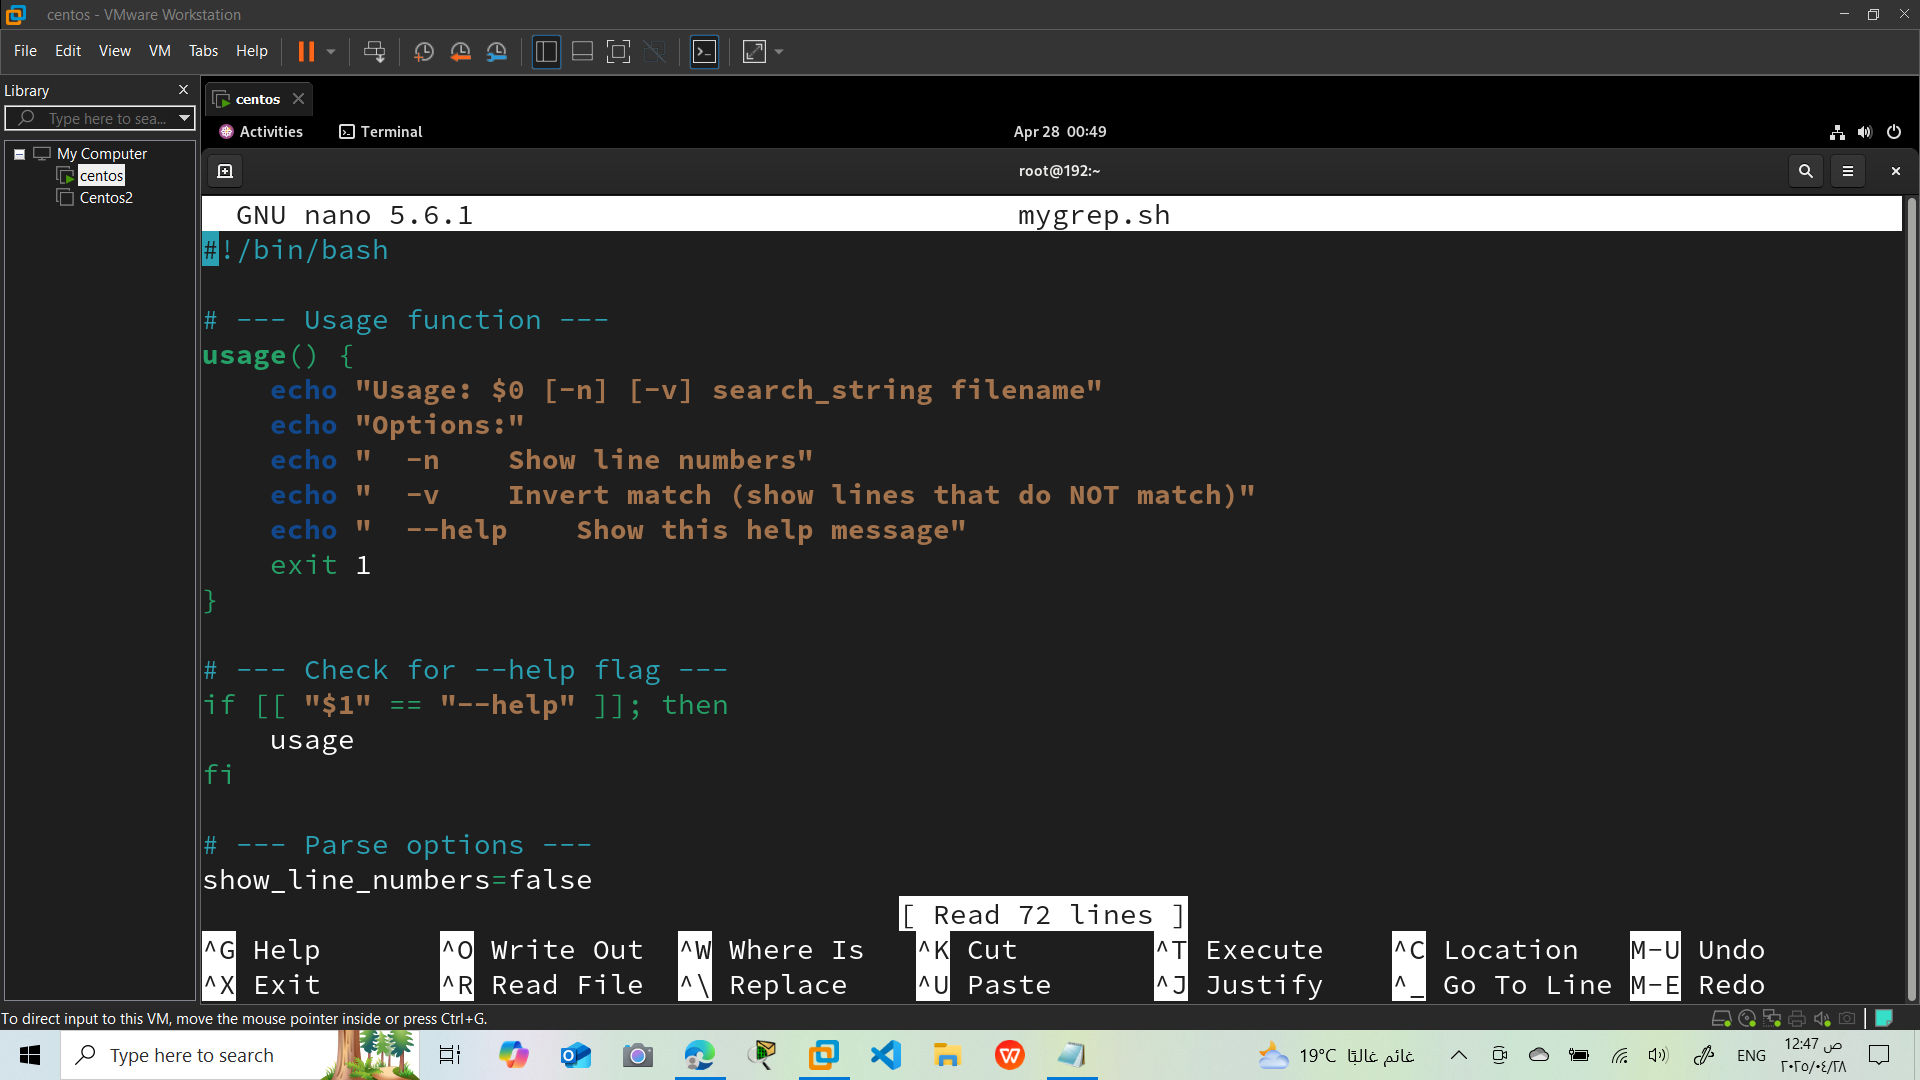 centos - VMware Workstation
File Edit View VM Tabs Help
Library
Type here to sea...
My Computer
centos
Centos2
centos
Activities Terminal Apr 28 00:49
root@192:~
GNU nano 5.6.1 mygrep.sh
#!/bin/bash
# --- Usage function ---
usage() {
echo "Usage: $0 [-n] [-v] search_string filename"
echo "Options:"
echo "  -n    Show line numbers"
echo "  -v    Invert match (show lines that do NOT match)"
echo "  --help    Show this help message"
exit 1
}
# --- Check for --help flag ---
if [[ "$1" == "--help" ]]; then
usage
fi
# --- Parse options ---
show_line_numbers=false
[ Read 72 lines ]
^G Help ^O Write Out ^W Where Is ^K Cut ^T Execute ^C Location M-U Undo
^X Exit ^R Read File ^\ Replace ^U Paste ^J Justify ^_ Go To Line M-E Redo
To direct input to this VM, move the mouse pointer inside or press Ctrl+G.
Type here to search
19°C غائم غالبًا
ENG
12:47 ص
٢٠٢٥/٠٤/٢٨